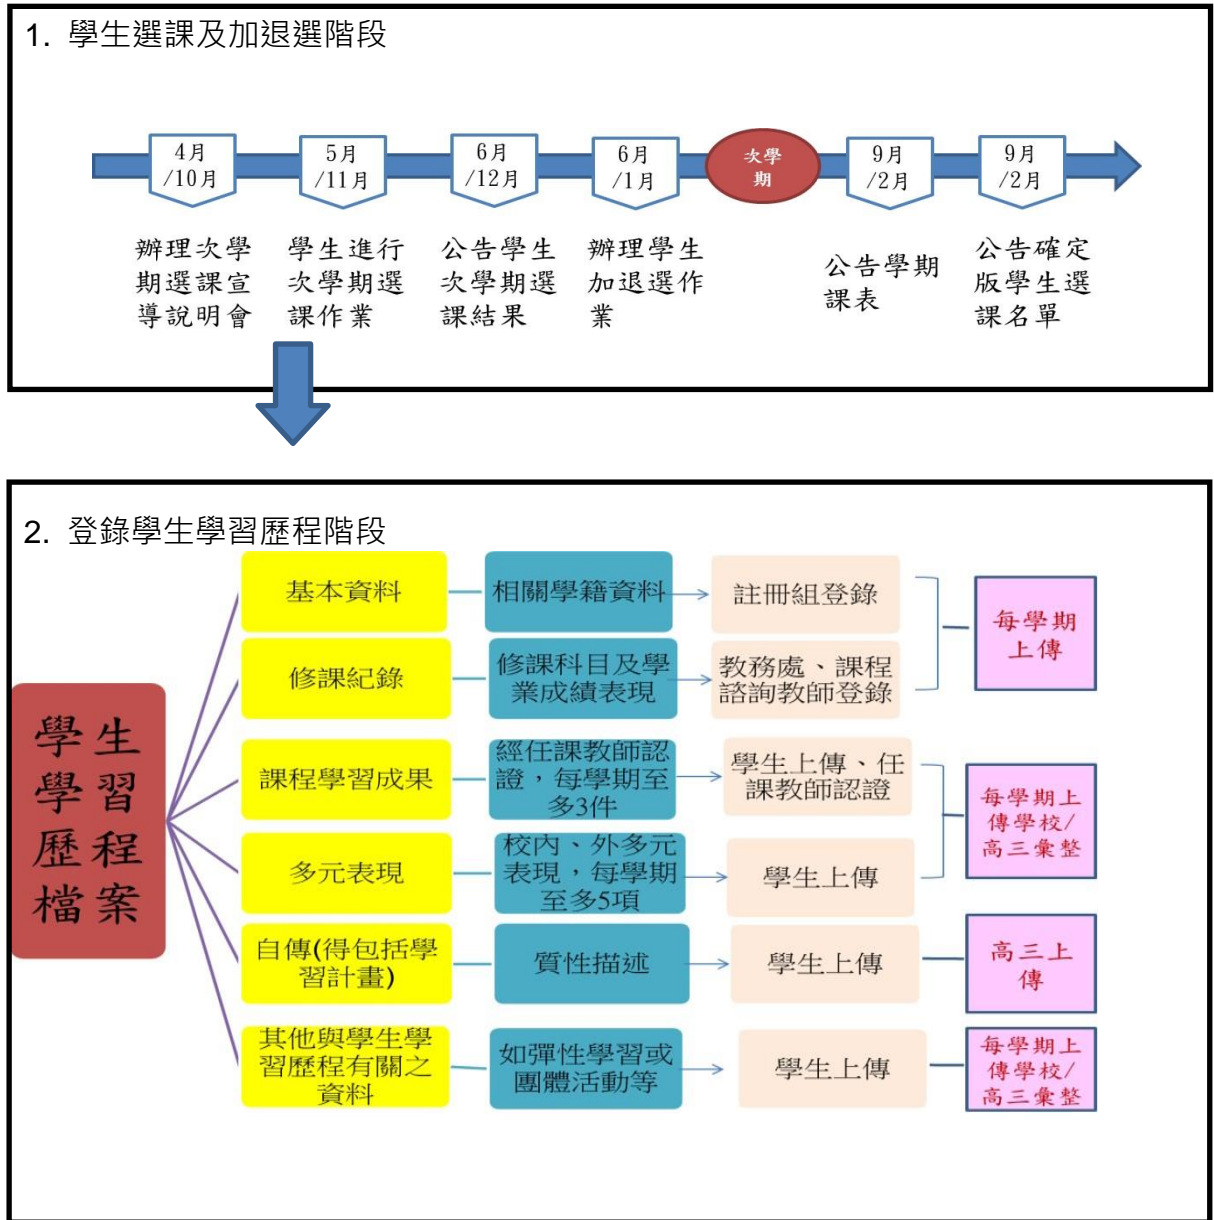 1. 學生選課及加退選階段
4月
/10月
5月
/11月
6月
/12月
6月
/1月
次學
期
9月
/2月
9月
/2月
辦理次學
期選課宣
導說明會
學生進行
次學期選
課作業
公告學生
次學期選
課結果
辦理學生
加退選作
業
公告學期
課表
公告確定
版學生選
課名單
2. 登錄學生學習歷程階段
學生
學習
歷程
檔案
基本資料
相關學籍資料
註冊組登錄
修課紀錄
修課科目及學
業成績表現
教務處、課程
諮詢教師登錄
每學期
上傳
課程學習成果
經任課教師認
證，每學期至
多3件
學生上傳、任
課教師認證
多元表現
校內、外多元
表現，每學期
至多5項
學生上傳
每學期上
傳學校/
高三彙整
自傳(得包括學
習計畫)
質性描述
學生上傳
高三上
傳
其他與學生學
習歷程有關之
資料
如彈性學習或
團體活動等
學生上傳
每學期上
傳學校/
高三彙整